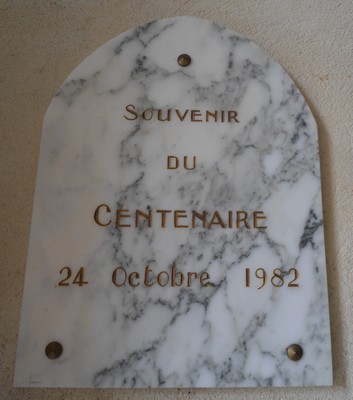 SOUVENIR
DU
CENTENAIRE
24 Octobre 1982